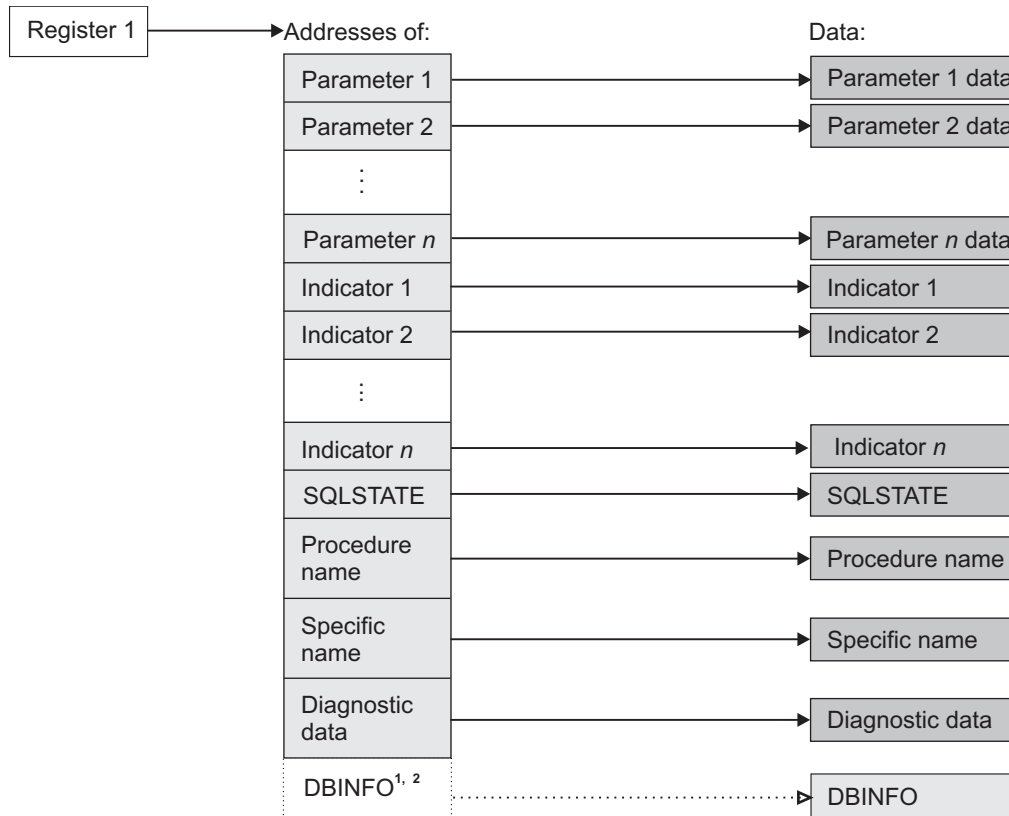 Register 1
Addresses of:
Data:
Parameter 1
Parameter 1 data
Parameter 2
Parameter 2 data
⋮
Parameter n
Parameter n data
Indicator 1
Indicator 1
Indicator 2
Indicator 2
⋮
Indicator n
Indicator n
SQLSTATE
SQLSTATE
Procedure
name
Procedure name
Specific
name
Specific name
Diagnostic
data
Diagnostic data
DBINFO1, 2
DBINFO